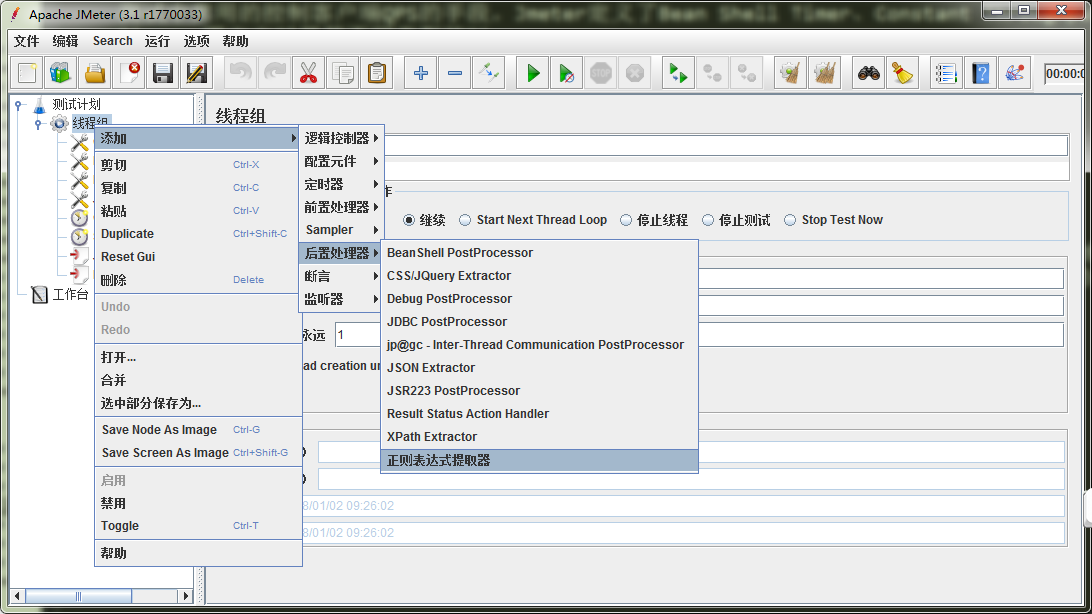 Apache JMeter (3.1 r1770033)
文件 编辑 Search 运行 选项 帮助
00:00:0
测试计划
线程组
工作台
线程组
添加
剪切 Ctrl-X
复制 Ctrl-C
粘贴 Ctrl-V
Duplicate Ctrl+Shift-C
Reset Gui
删除 Delete
Undo
Redo
打开...
合并
选中部分保存为...
Save Node As Image Ctrl-G
Save Screen As Image Ctrl+Shift-G
启用
禁用
Toggle Ctrl-T
帮助
逻辑控制器
配置元件
定时器
前置处理器
Sampler
后置处理器
断言
监听器
BeanShell PostProcessor
CSS/JQuery Extractor
Debug PostProcessor
JDBC PostProcessor
jp@gc - Inter-Thread Communication PostProcessor
JSON Extractor
JSR223 PostProcessor
Result Status Action Handler
XPath Extractor
正则表达式提取器
作
继续 Start Next Thread Loop 停止线程 停止测试 Stop Test Now
永远 1
ad creation un
8/01/02 09:26:02
8/01/02 09:26:02